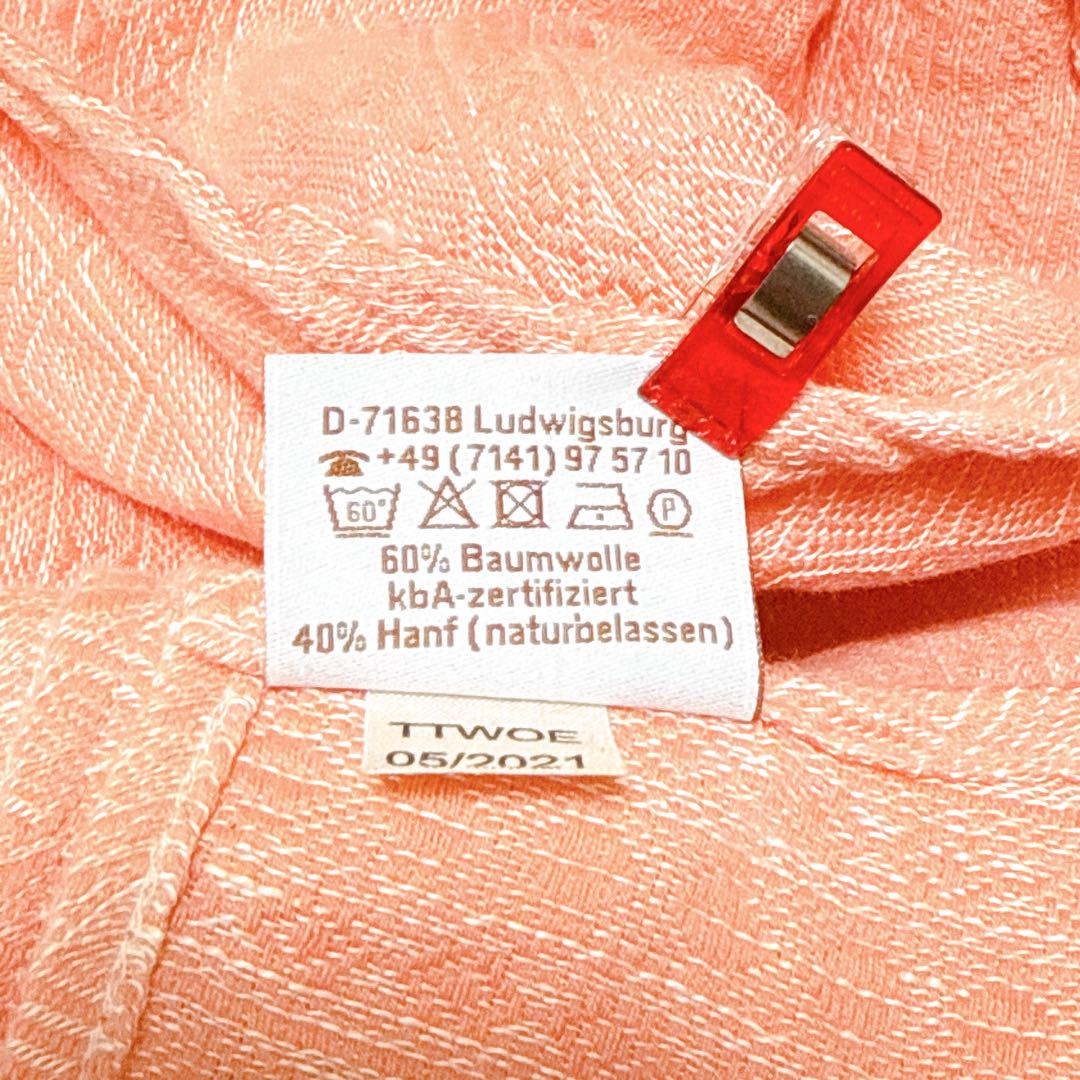 D-71638 Ludwigsburg
☎ +49 (7141) 97 57 10
60° P
60% Baumwolle
kbA-zertifiziert
40% Hanf (naturbelassen)
TTWOE
05/2021